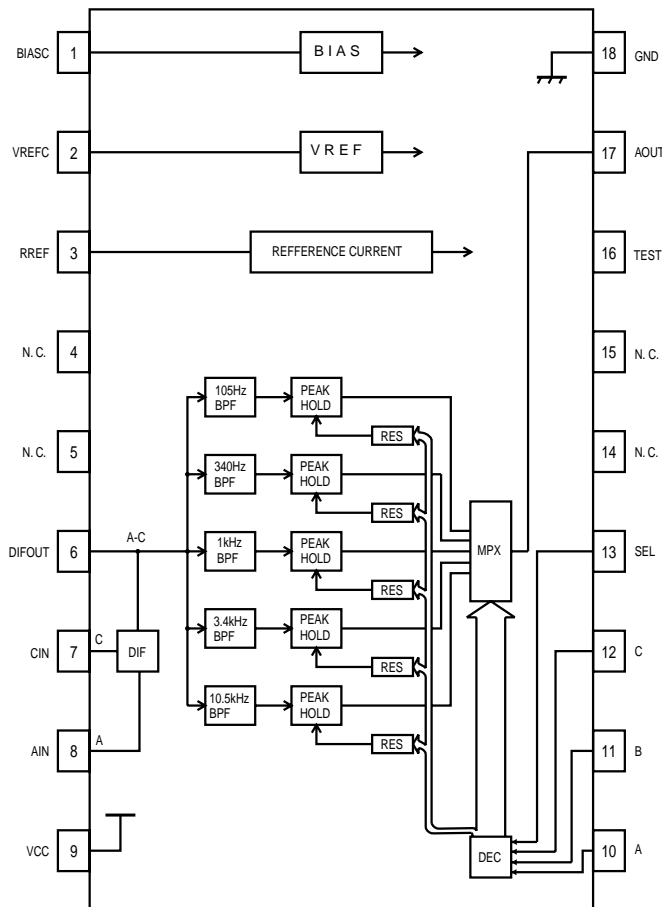 BIASC 1 B I A S 18 GND
VREFC 2 V R E F 17 AOUT
RREF 3 REFFERENCE CURRENT 16 TEST
N. C. 4 15 N. C.
105Hz BPF
PEAK HOLD
RES
N. C. 5 14 N. C.
340Hz BPF
PEAK HOLD
RES
DIFOUT 6 A-C
1kHz BPF
PEAK HOLD
RES
MPX
13 SEL
CIN 7 C DIF
3.4kHz BPF
PEAK HOLD
RES
12 C
AIN 8 A
10.5kHz BPF
PEAK HOLD
RES
11 B
VCC 9 DEC 10 A